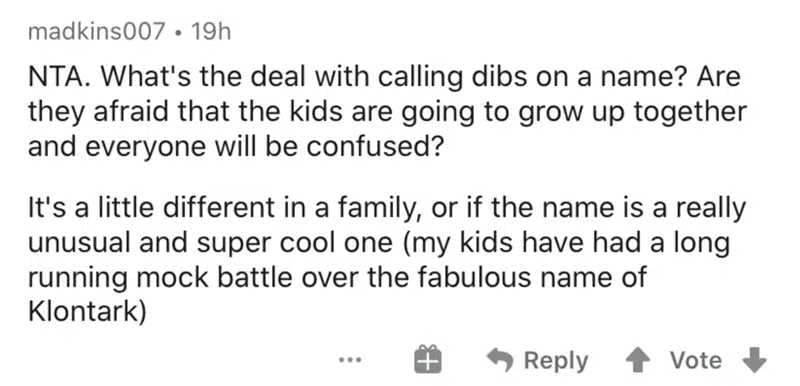 madkins007 • 19h
NTA. What's the deal with calling dibs on a name? Are
they afraid that the kids are going to grow up together
and everyone will be confused?
It's a little different in a family, or if the name is a really
unusual and super cool one (my kids have had a long
running mock battle over the fabulous name of
Klontark)
... Reply Vote